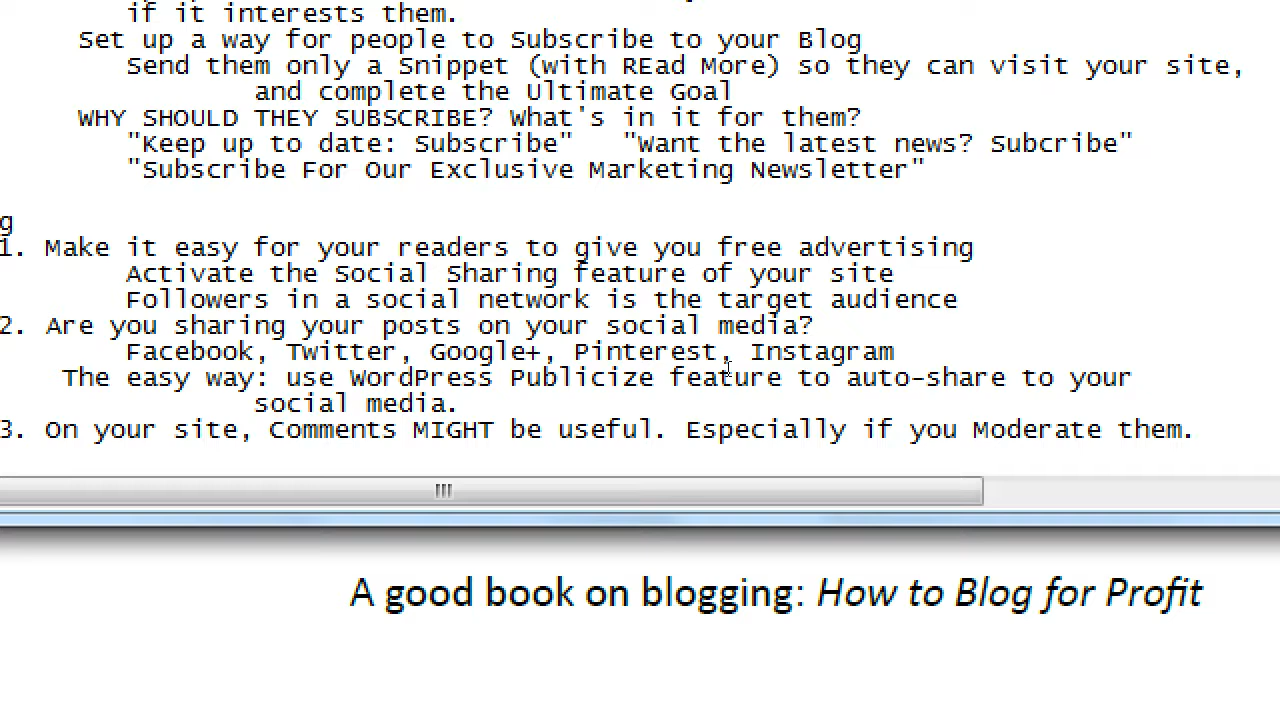 if it interests them.
Set up a way for people to Subscribe to your Blog
Send them only a Snippet (with REad More) so they can visit your site,
and complete the Ultimate Goal
WHY SHOULD THEY SUBSCRIBE? What's in it for them?
"Keep up to date: Subscribe" "Want the latest news? Subcribe"
"Subscribe For Our Exclusive Marketing Newsletter"
g
1. Make it easy for your readers to give you free advertising
Activate the Social Sharing feature of your site
Followers in a social network is the target audience
2. Are you sharing your posts on your social media?
Facebook, Twitter, Google+, Pinterest, Instagram
The easy way: use WordPress Publicize feature to auto-share to your
social media.
3. On your site, Comments MIGHT be useful. Especially if you Moderate them.
A good book on blogging: How to Blog for Profit